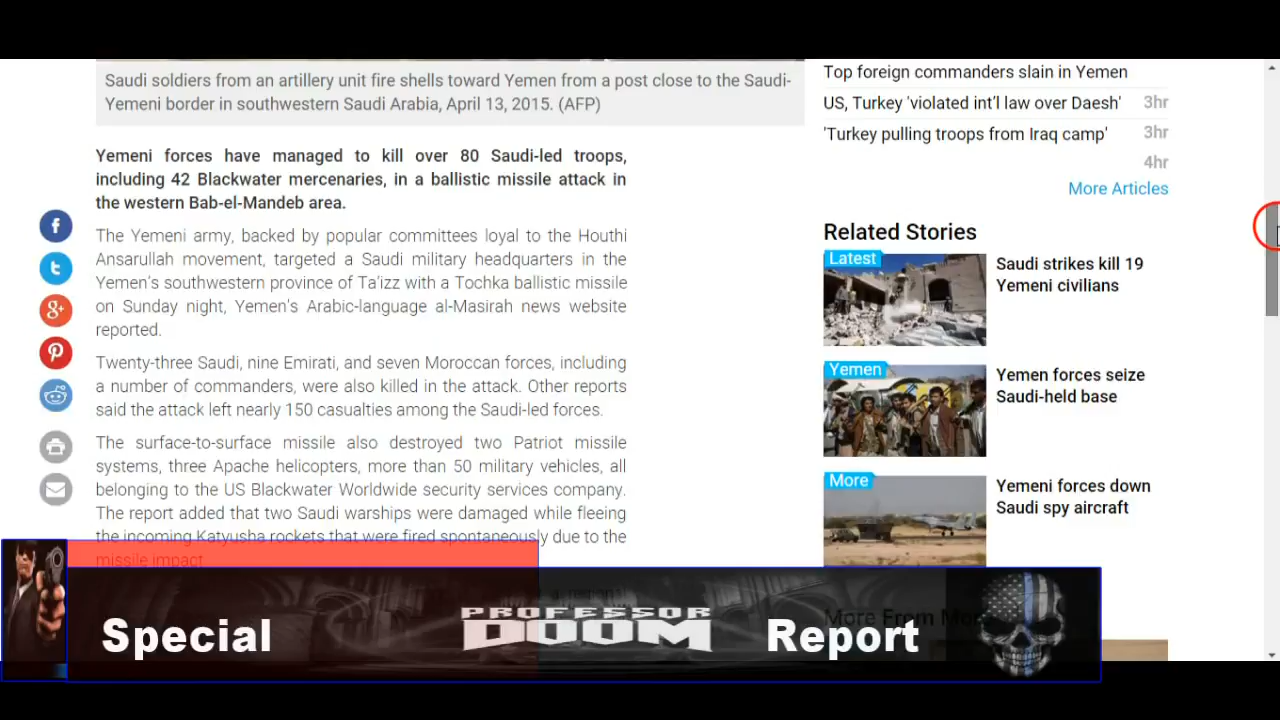 Saudi soldiers from an artillery unit fire shells toward Yemen from a post close to the Saudi-
Yemeni border in southwestern Saudi Arabia, April 13, 2015. (AFP)
Yemeni forces have managed to kill over 80 Saudi-led troops,
including 42 Blackwater mercenaries, in a ballistic missile attack in
the western Bab-el-Mandeb area.
The Yemeni army, backed by popular committees loyal to the Houthi
Ansarullah movement, targeted a Saudi military headquarters in the
Yemen's southwestern province of Ta'izz with a Tochka ballistic missile
on Sunday night, Yemen's Arabic-language al-Masirah news website
reported.
Twenty-three Saudi, nine Emirati, and seven Moroccan forces, including
a number of commanders, were also killed in the attack. Other reports
said the attack left nearly 150 casualties among the Saudi-led forces.
The surface-to-surface missile also destroyed two Patriot missile
systems, three Apache helicopters, more than 50 military vehicles, all
belonging to the US Blackwater Worldwide security services company.
The report added that two Saudi warships were damaged while fleeing
the incoming Katyusha rockets that were fired spontaneously due to the
missile impact
Top foreign commanders slain in Yemen
US, Turkey 'violated int'l law over Daesh' 3hr
'Turkey pulling troops from Iraq camp' 3hr
4hr
More Articles
Related Stories
Latest
Saudi strikes kill 19
Yemeni civilians
Yemen
Yemen forces seize
Saudi-held base
More
Yemeni forces down
Saudi spy aircraft
More From
Special PROFESSOR DOOM Report